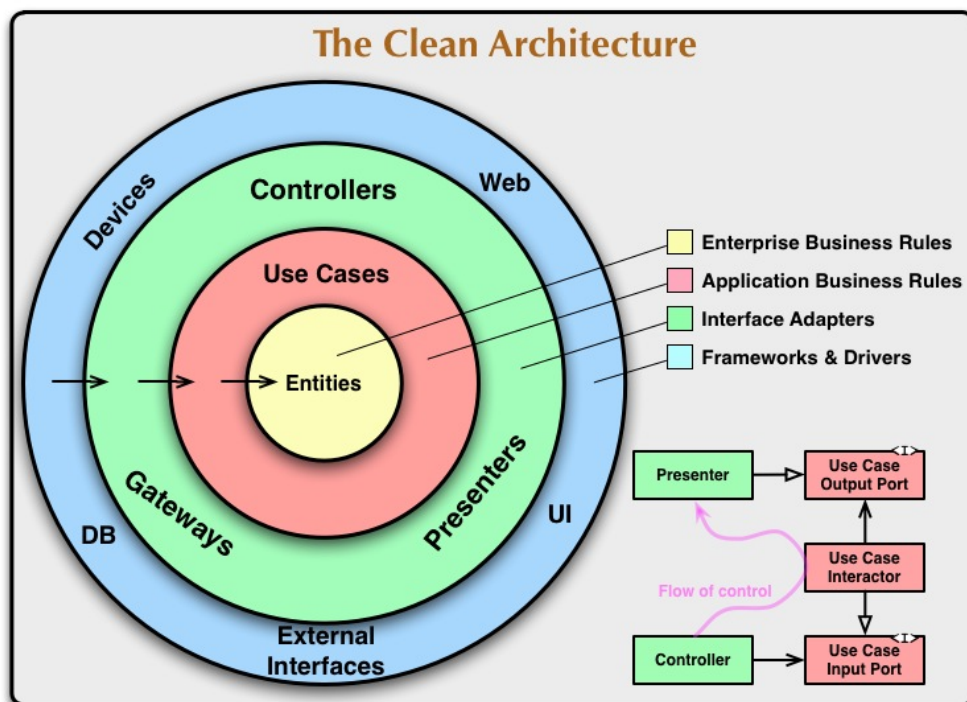 The Clean Architecture
Devices
Web
Controllers
Use Cases
Entities
Gateways
Presenters
DB
UI
External
Interfaces
Enterprise Business Rules
Application Business Rules
Interface Adapters
Frameworks & Drivers
Presenter
<I>
Use Case
Output Port
Flow of control
Use Case
Interactor
Controller
<I>
Use Case
Input Port